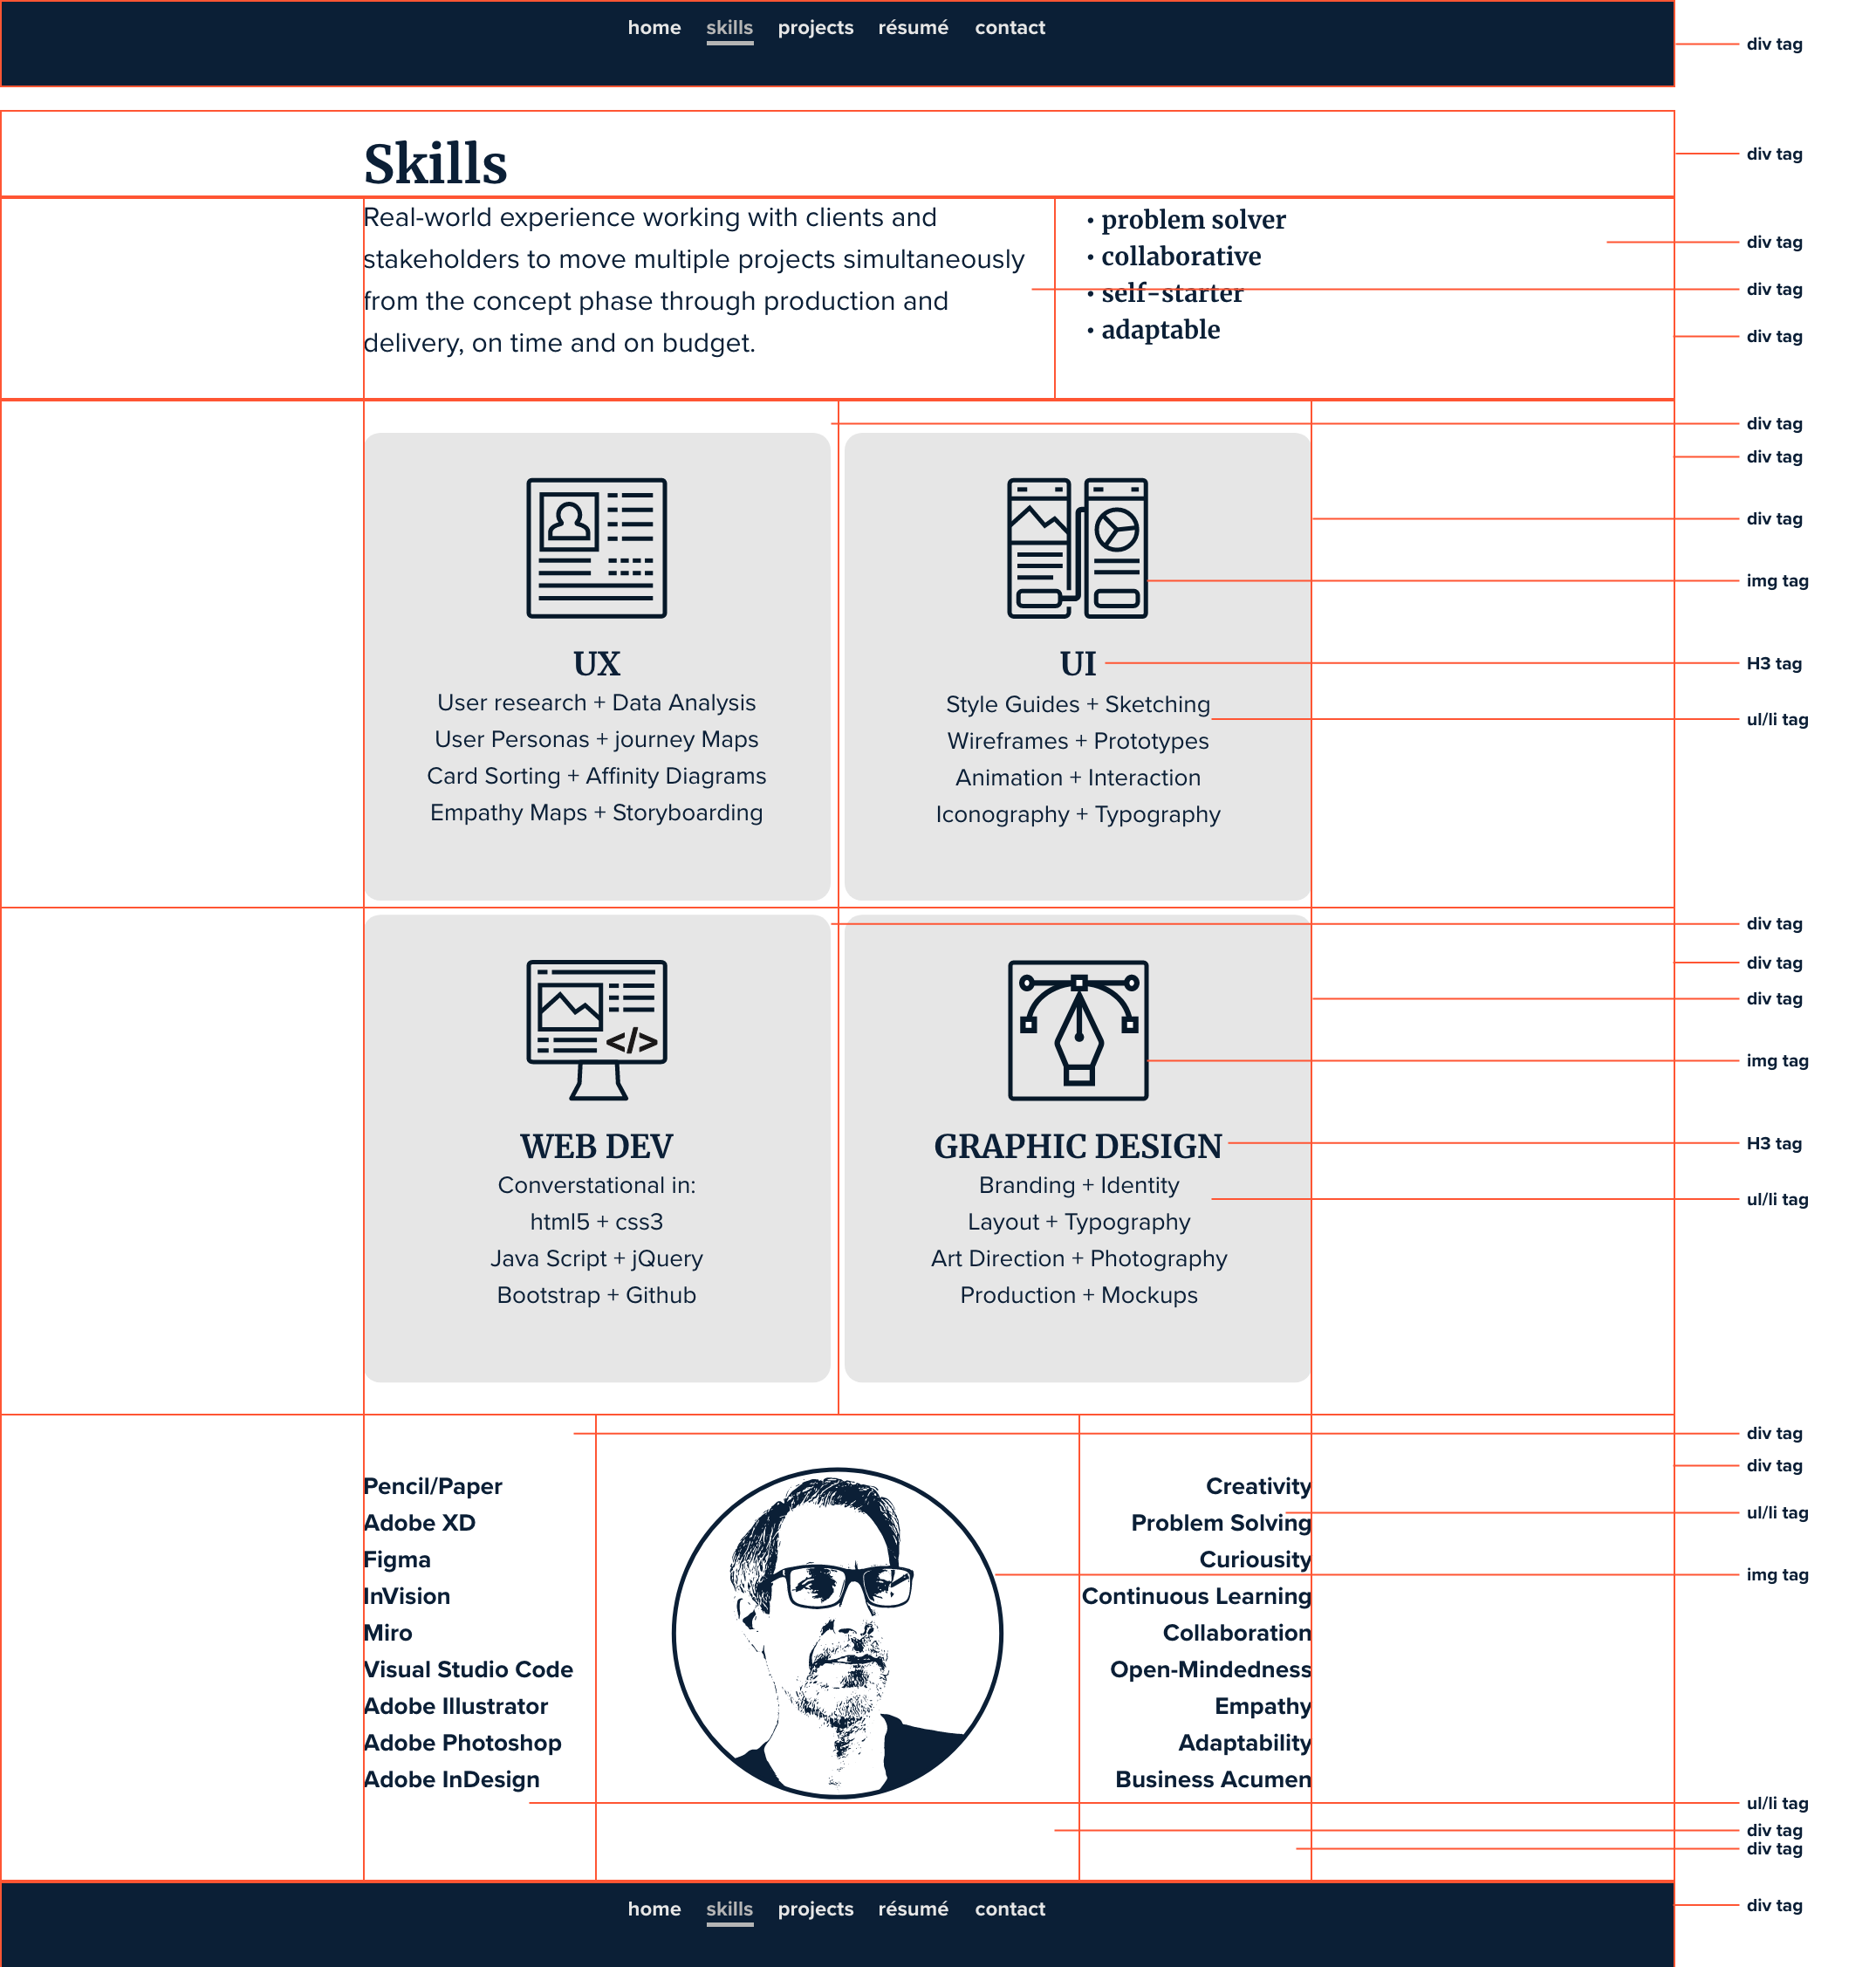 home skills projects résumé contact
div tag
Skills
div tag
Real-world experience working with clients and
stakeholders to move multiple projects simultaneously
from the concept phase through production and
delivery, on time and on budget.
• problem solver
• collaborative
• self-starter
• adaptable
div tag
div tag
div tag
div tag
div tag
div tag
img tag
H3 tag
ul/li tag
UX
User research + Data Analysis
User Personas + journey Maps
Card Sorting + Affinity Diagrams
Empathy Maps + Storyboarding
UI
Style Guides + Sketching
Wireframes + Prototypes
Animation + Interaction
Iconography + Typography
div tag
div tag
div tag
img tag
H3 tag
ul/li tag
</>
WEB DEV
Converstational in:
html5 + css3
Java Script + jQuery
Bootstrap + Github
GRAPHIC DESIGN
Branding + Identity
Layout + Typography
Art Direction + Photography
Production + Mockups
div tag
div tag
ul/li tag
img tag
Pencil/Paper
Adobe XD
Figma
InVision
Miro
Visual Studio Code
Adobe Illustrator
Adobe Photoshop
Adobe InDesign
Creativity
Problem Solving
Curiousity
Continuous Learning
Collaboration
Open-Mindedness
Empathy
Adaptability
Business Acumen
ul/li tag
div tag
div tag
home skills projects résumé contact
div tag